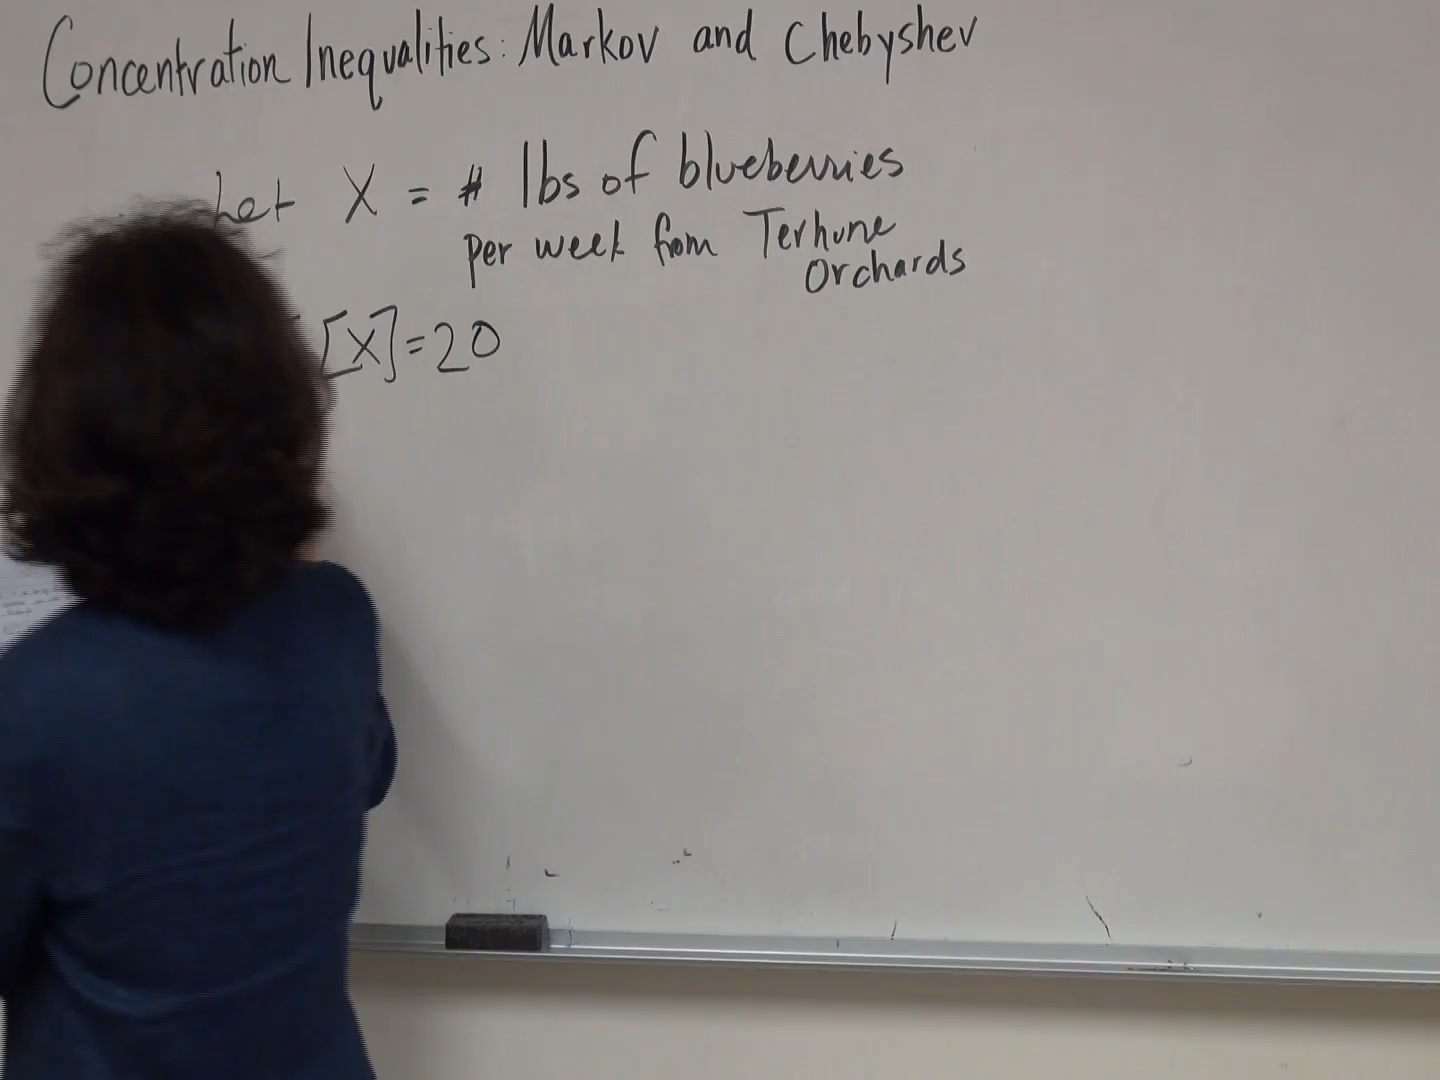 Concentration Inequalities: Markov and Chebyshev
Let X = # lbs of blueberries
per week from Terhune
Orchards
[X]=20